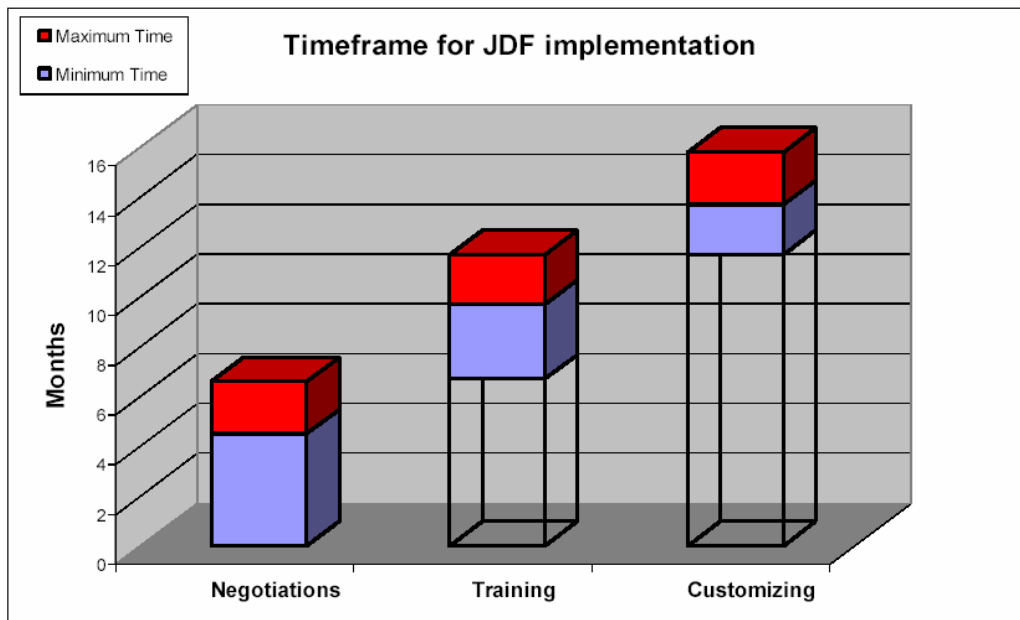 Maximum Time
Minimum Time
Timeframe for JDF implementation
Months
16
14
12
10
8
6
4
2
0
Negotiations Training Customizing